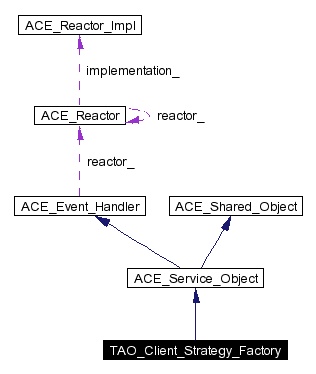 ACE_Reactor_Impl
implementation_
ACE_Reactor
reactor_
reactor_
ACE_Event_Handler
ACE_Shared_Object
ACE_Service_Object
TAO_Client_Strategy_Factory